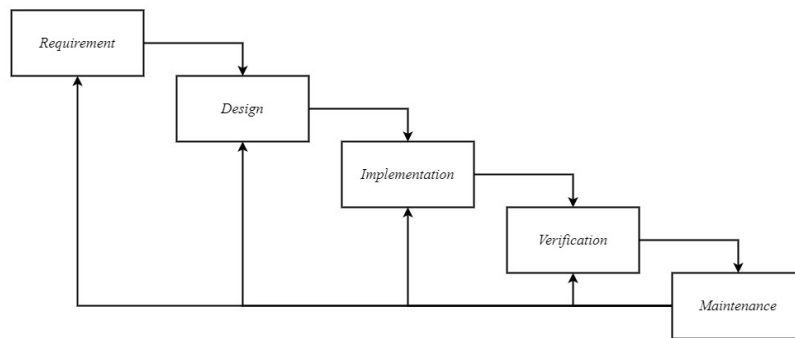 Requirement
Design
Implementation
Verification
Maintenance